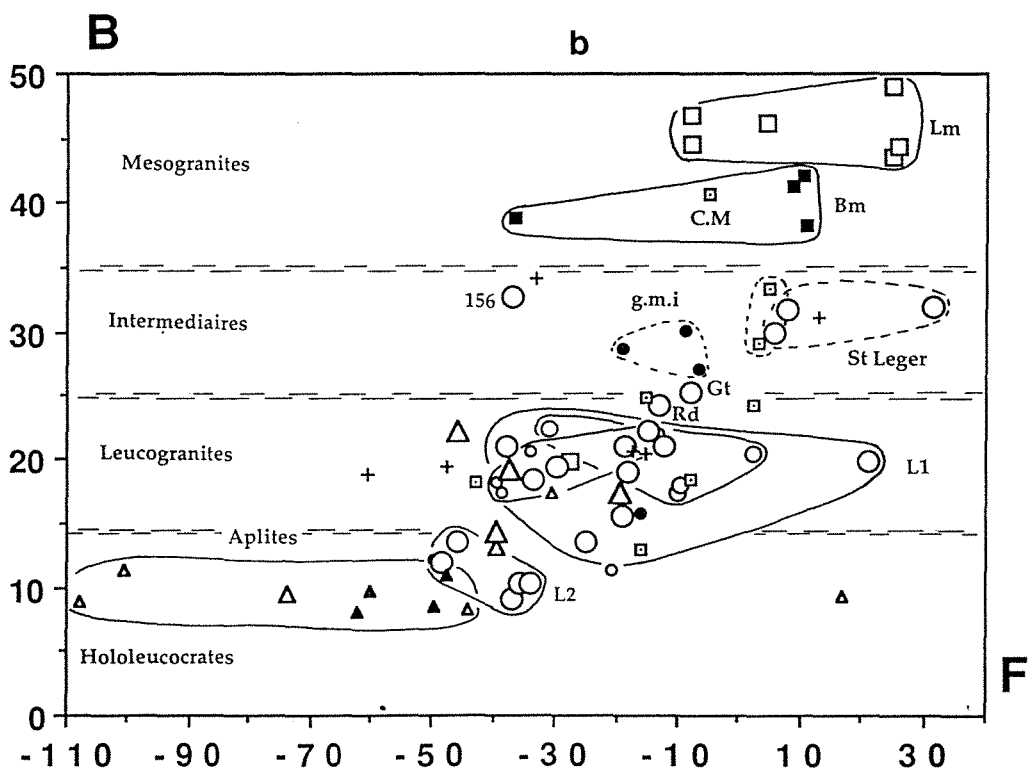 B
b
50
Mesogranites
Lm
40
C.M
Bm
156
g.m.i
Intermediaires
30
St Leger
Gt
Rd
Leucogranites
20
L1
Aplites
10
L2
Hololeucocrates
F
0
-110 -90 -70 -50 -30 -10 10 30